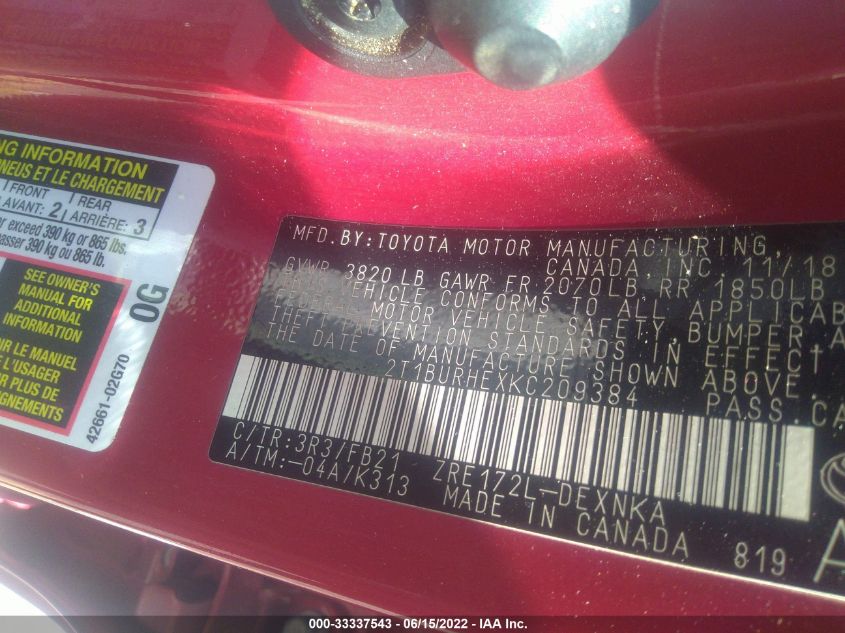 NG INFORMATION
PNEUS ET LE CHARGEMENT
FRONT
REAR
AVANT: 2
ARRIÈRE: 3
er exceed 390 kg or 865 lbs.
asser 390 kg ou 865 lb.
SEE OWNER'S
MANUAL FOR
ADDITIONAL
INFORMATION
OIR LE MANUEL
L'USAGER
R PLUS DE
IGNEMENTS
0G
42661-02G70
MFD. BY: TOYOTA MOTOR MANUFACTURING,
CANADA, INC. 11/18
GVWR 3820 LB GAWR FR 2070LB RR 1850LB
THIS VEHICLE CONFORMS TO ALL APPLICAB
FEDERAL MOTOR VEHICLE SAFETY, BUMPER, A
THEFT PREVENTION STANDARDS IN EFFECT
THE DATE OF MANUFACTURE SHOWN ABOVE.
2T1BURHEXKC209384 PASS.CA
C/TR:3R3/FB21 ZRE172L-DEXNKA
A/TM:-04A/K313 MADE IN CANADA
819
A
000-33337543 - 06/15/2022 - IAA Inc.